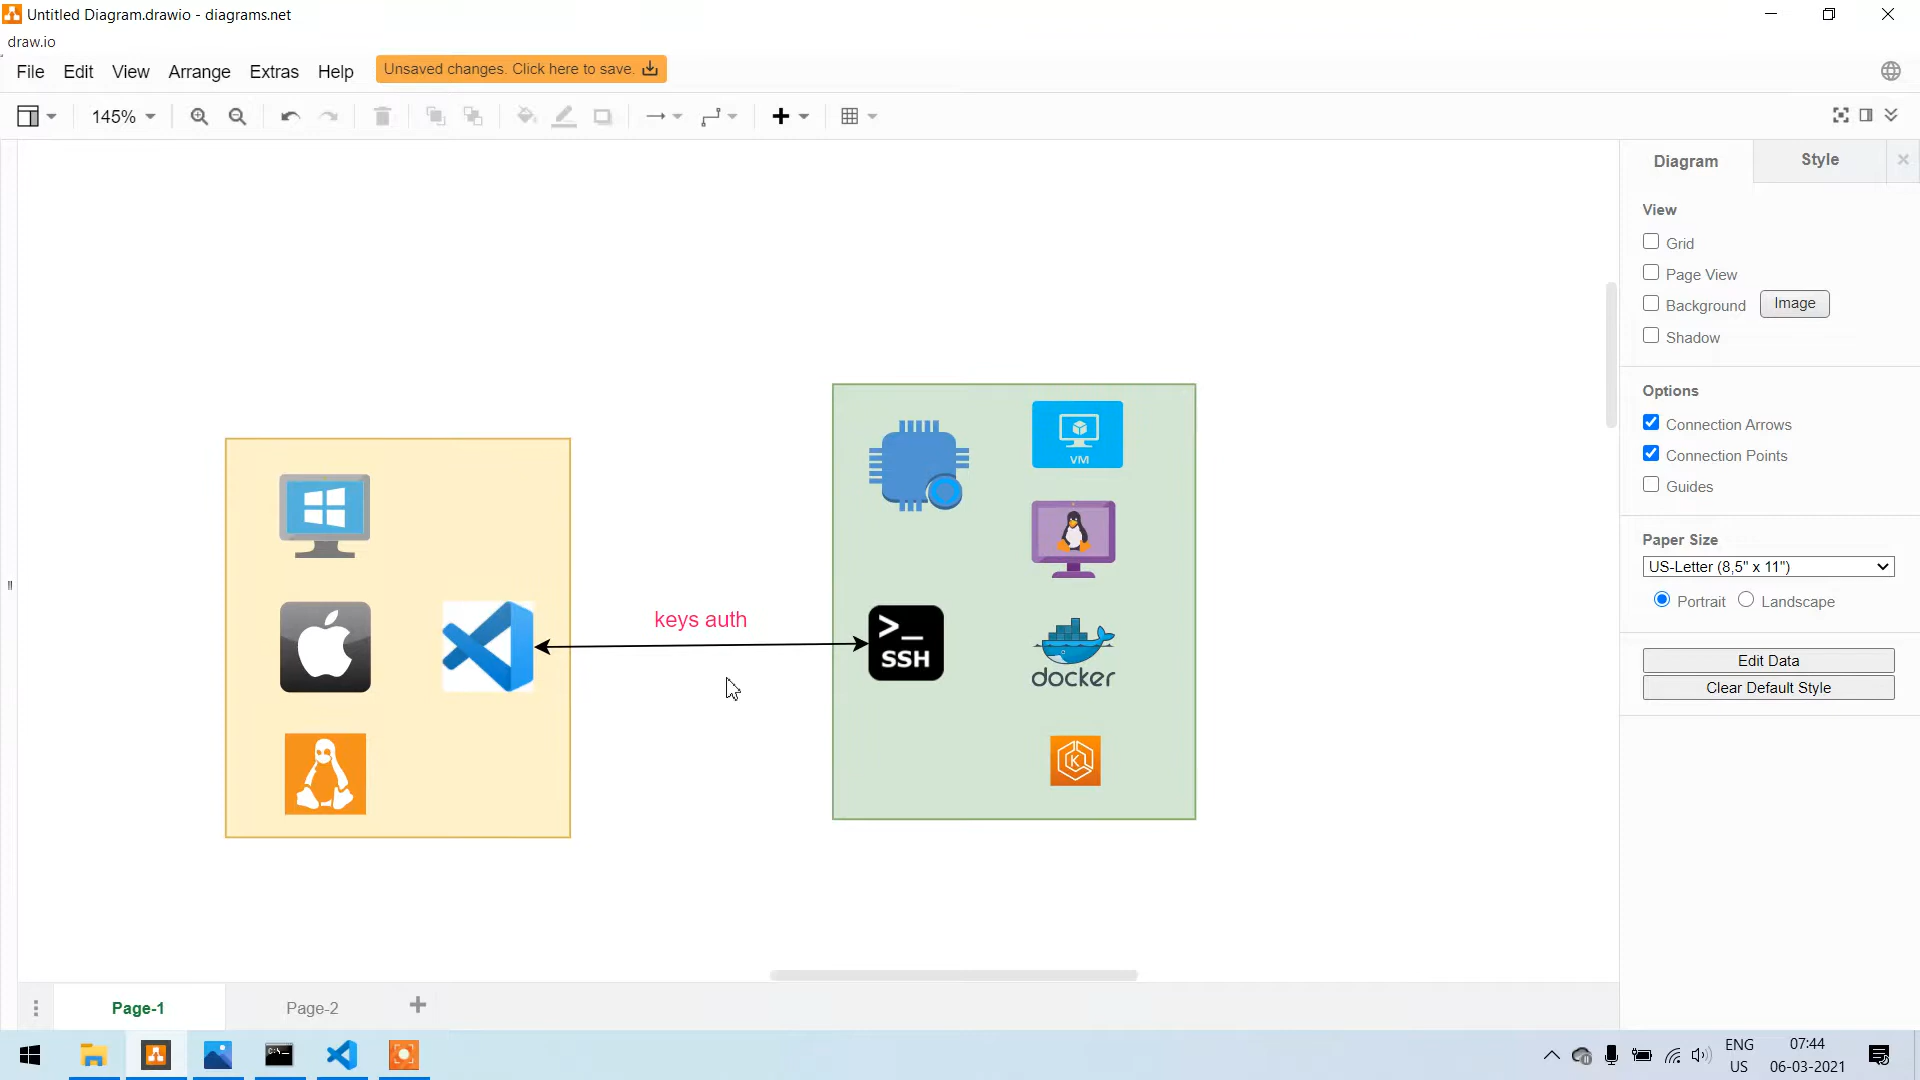 Untitled Diagram.drawio - diagrams.net
draw.io
File Edit View Arrange Extras Help
Unsaved changes. Click here to save.
145%
Diagram
Style
View
Grid
Page View
Background
Image
Shadow
Options
Connection Arrows
Connection Points
Guides
Paper Size
US-Letter (8,5" x 11")
Portrait
Landscape
Edit Data
Clear Default Style
VM
keys auth
>_
SSH
docker
K
Page-1
Page-2
C:\_
ENG
US
07:44
06-03-2021